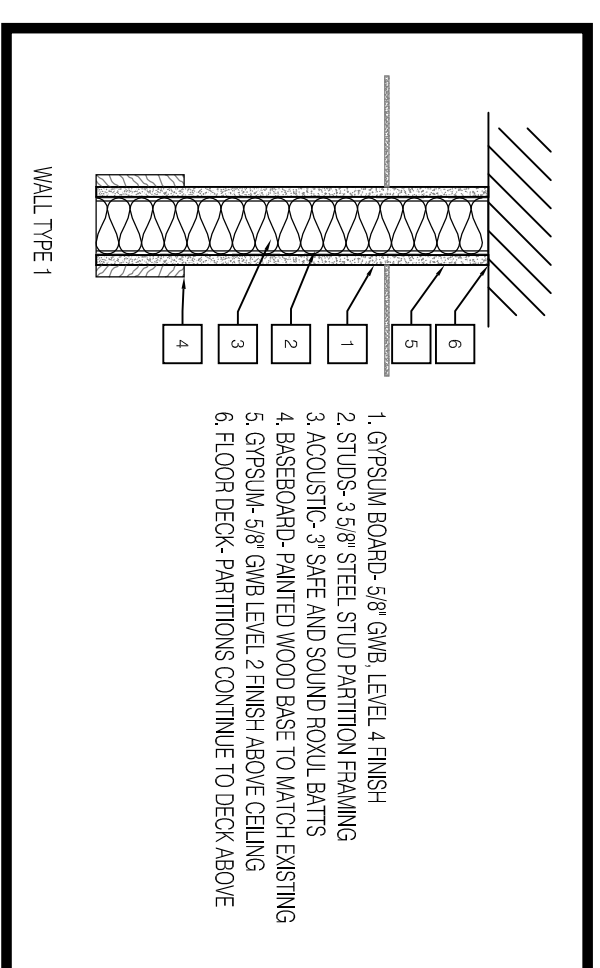 1. GYPSUM BOARD- 5/8" GWB, LEVEL 4 FINISH
2. STUDS- 3 5/8" STEEL STUD PARTITION FRAMING
3. ACOUSTIC- 3" SAFE AND SOUND ROXUL BATTS
4. BASEBOARD- PAINTED WOOD BASE TO MATCH EXISTING
5. GYPSUM- 5/8" GWB LEVEL 2 FINISH ABOVE CEILING
6. FLOOR DECK- PARTITIONS CONTINUE TO DECK ABOVE
4
3
2
1
5
6
WALL TYPE 1